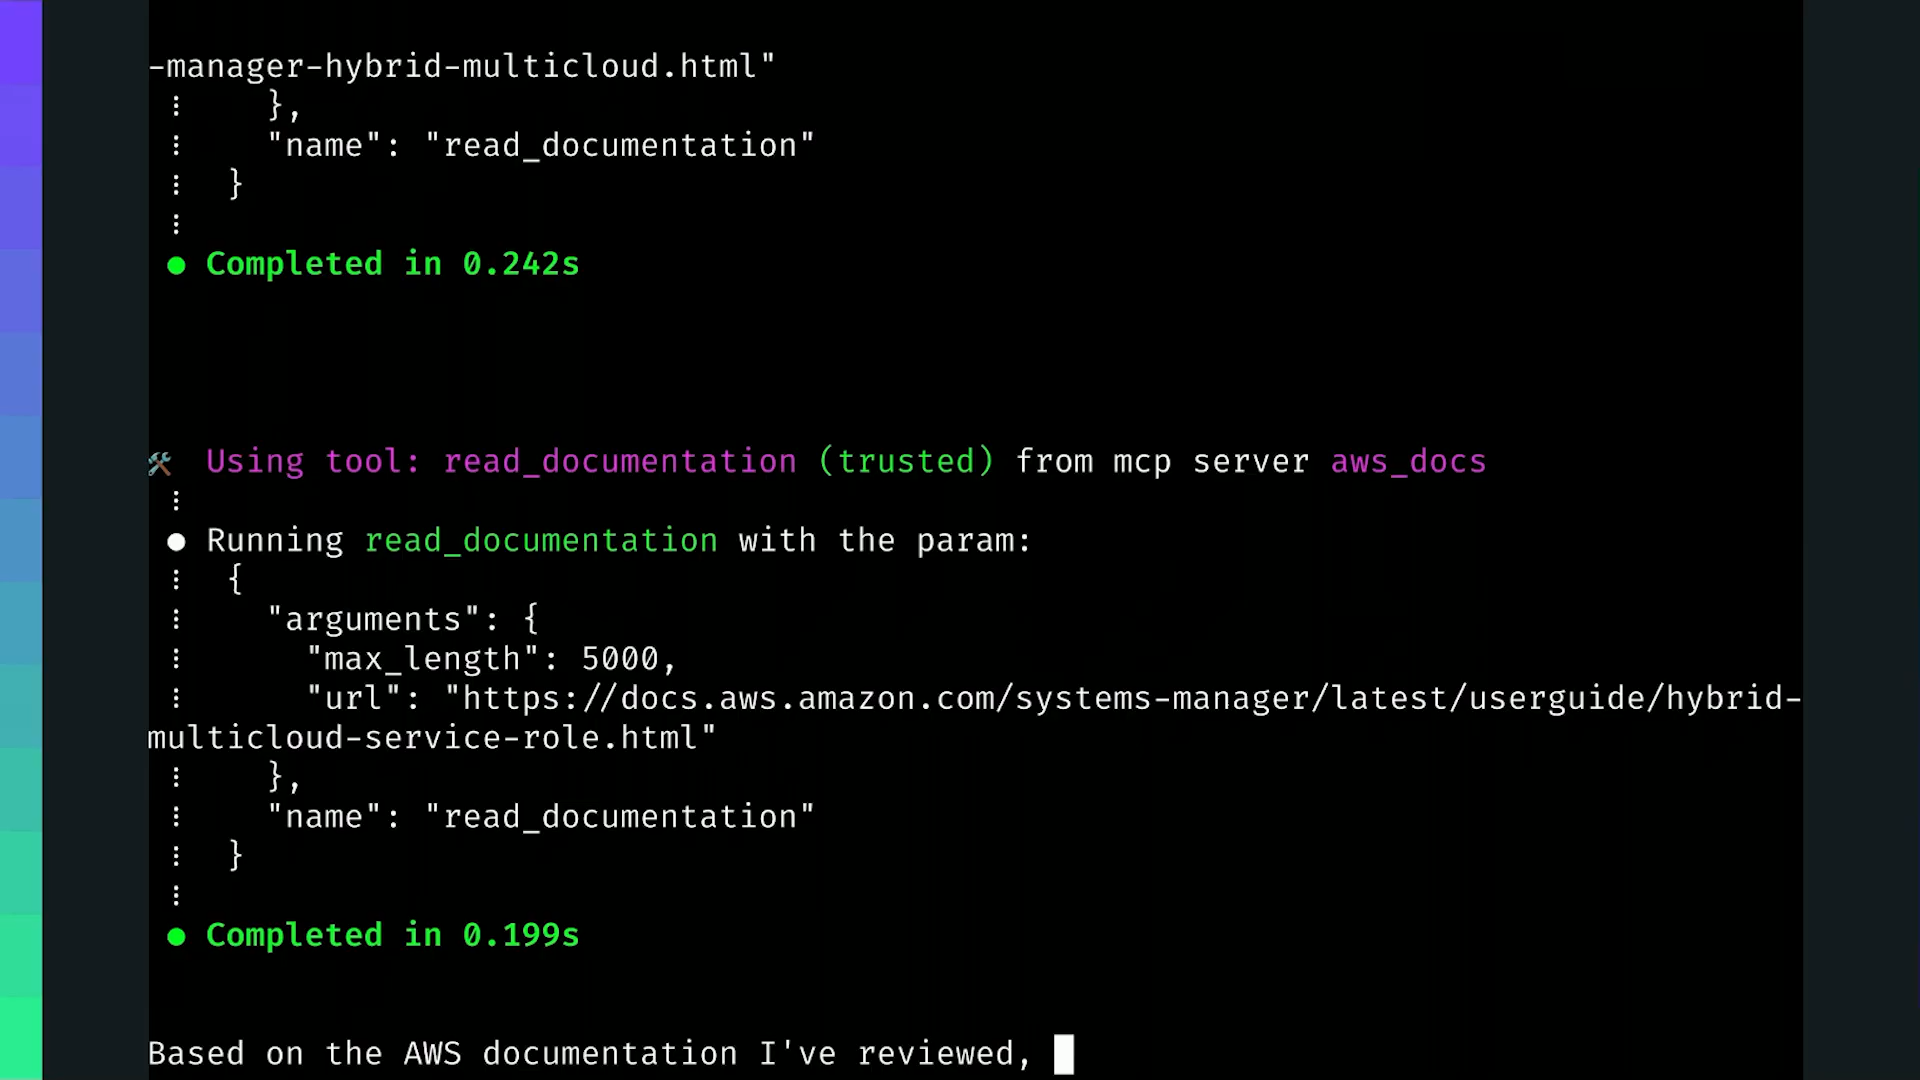 -manager-hybrid-multicloud.html"
⋮ },
⋮ "name": "read_documentation"
⋮ }
⋮
● Completed in 0.242s
🛠 Using tool: read_documentation (trusted) from mcp server aws_docs
⋮
● Running read_documentation with the param:
⋮ {
⋮ "arguments": {
⋮ "max_length": 5000,
⋮ "url": "https://docs.aws.amazon.com/systems-manager/latest/userguide/hybrid-
multicloud-service-role.html"
⋮ },
⋮ "name": "read_documentation"
⋮ }
⋮
● Completed in 0.199s
Based on the AWS documentation I've reviewed,